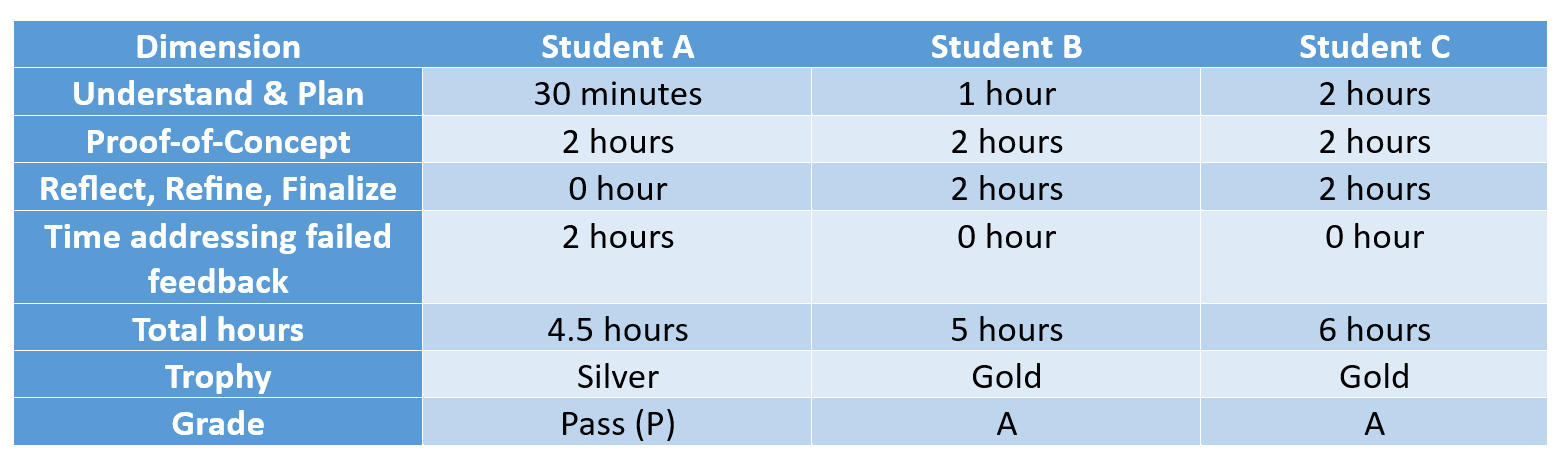 Dimension Student A Student B Student C
Understand & Plan 30 minutes 1 hour 2 hours
Proof-of-Concept 2 hours 2 hours 2 hours
Reflect, Refine, Finalize 0 hour 2 hours 2 hours
Time addressing failed 2 hours 0 hour 0 hour
feedback
Total hours 4.5 hours 5 hours 6 hours
Trophy Silver Gold Gold
Grade Pass (P) A A